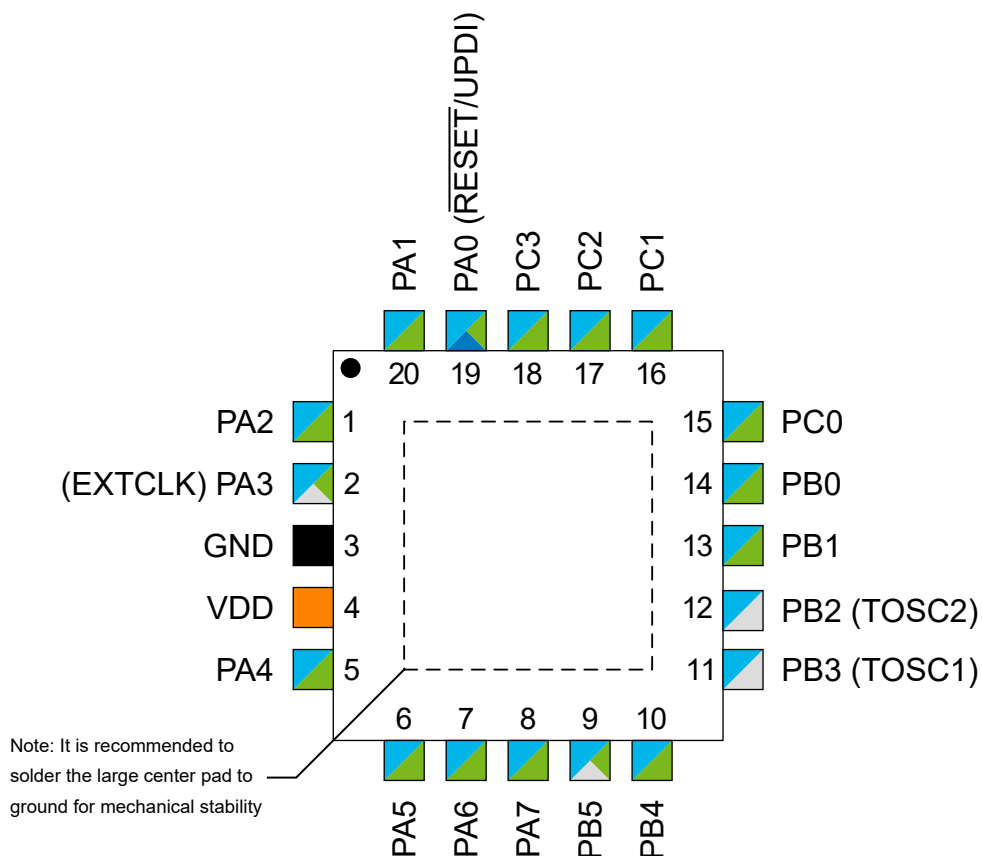 PA1
PA0 (RESET/UPDI)
PC3
PC2
PC1
20
19
18
17
16
PA2
1
15
PC0
(EXTCLK) PA3
2
14
PB0
GND
3
13
PB1
VDD
4
12
PB2 (TOSC2)
PA4
5
11
PB3 (TOSC1)
6
7
8
9
10
Note: It is recommended to
solder the large center pad to
ground for mechanical stability
PA5
PA6
PA7
PB5
PB4